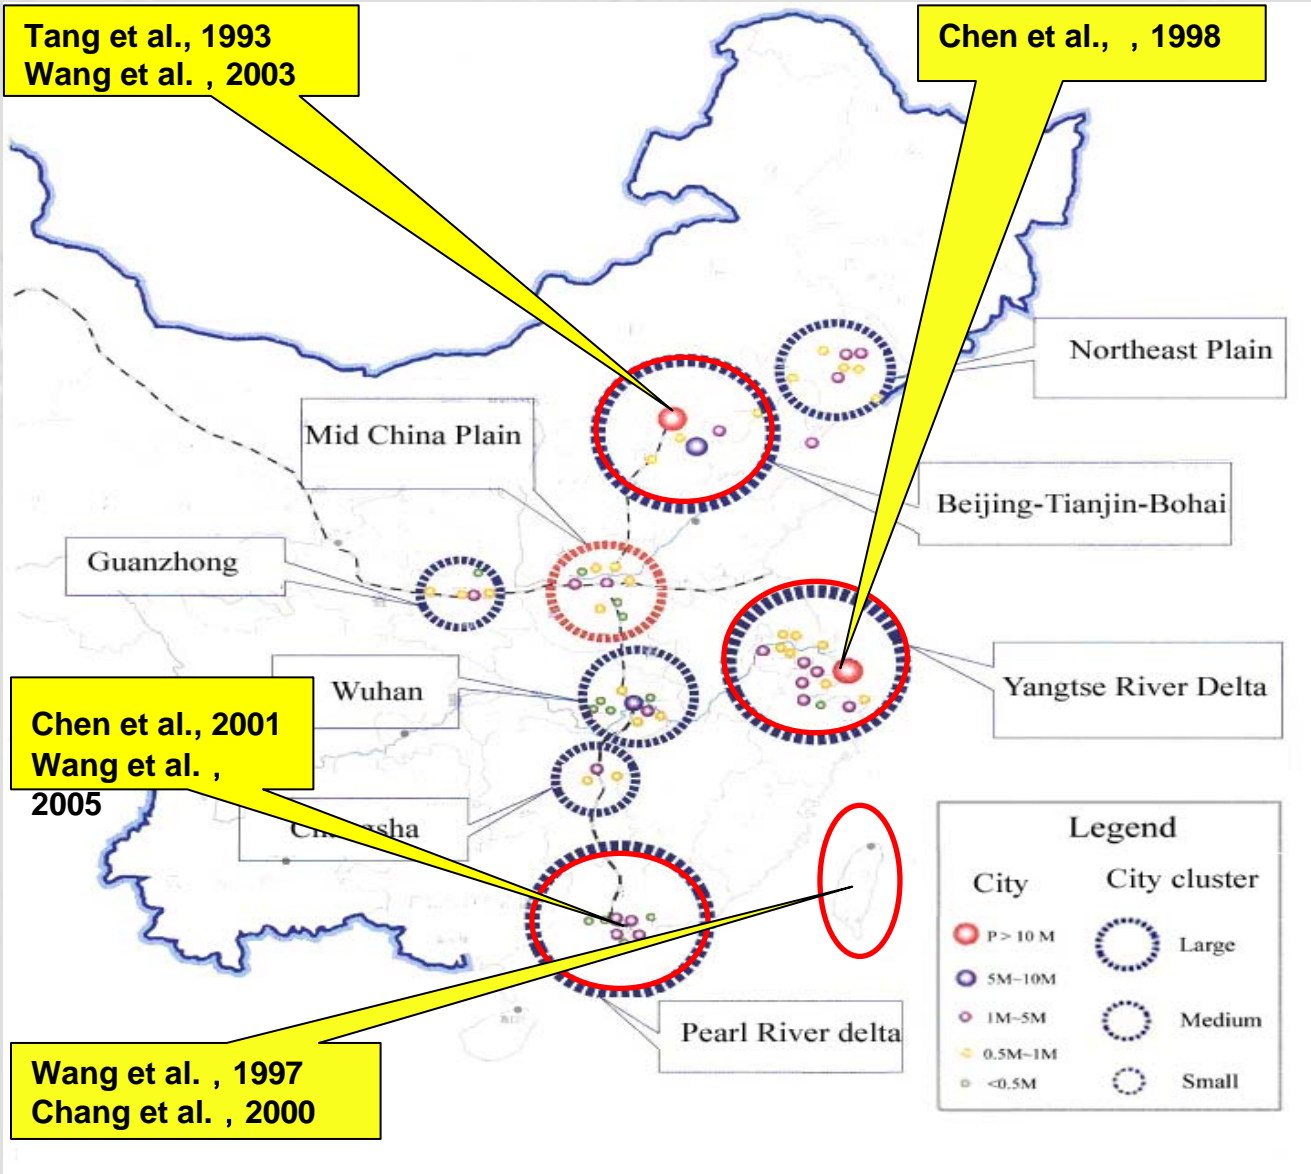 Tang et al., 1993
Wang et al. , 2003
Chen et al., , 1998
Northeast Plain
Mid China Plain
Beijing-Tianjin-Bohai
Guanzhong
Wuhan
Yangtse River Delta
Chen et al., 2001
Wang et al. ,
2005
Legend
City
City cluster
P > 10 M
Large
5M~10M
1M~5M
Medium
0.5M~1M
<0.5M
Small
Pearl River delta
Wang et al. , 1997
Chang et al. , 2000